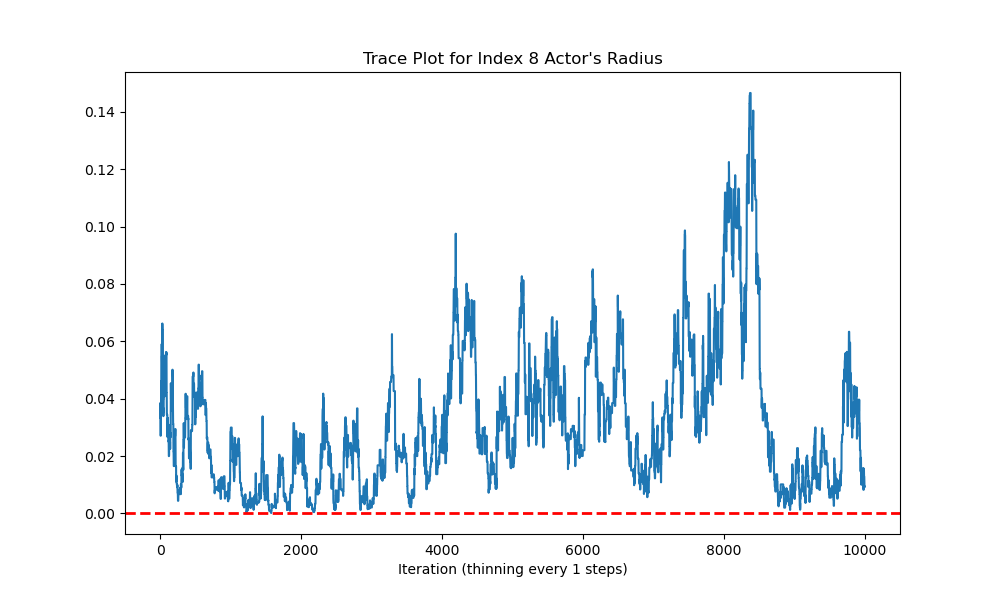 Trace Plot for Index 8 Actor's Radius
0.14
0.12
0.10
0.08
0.06
0.04
0.02
0.00
0 2000 4000 6000 8000 10000
Iteration (thinning every 1 steps)